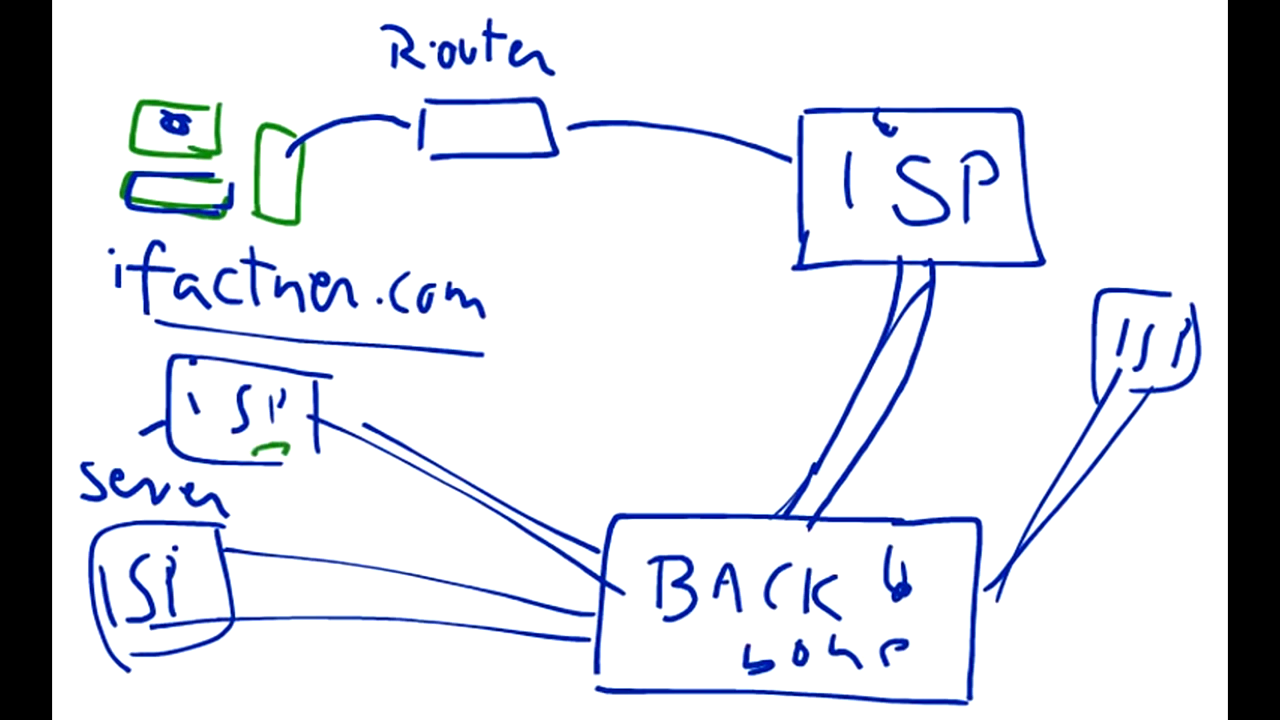 Router
ISP
ifactner.com
ISP
ISP
Server
ISP
BACK b
bone